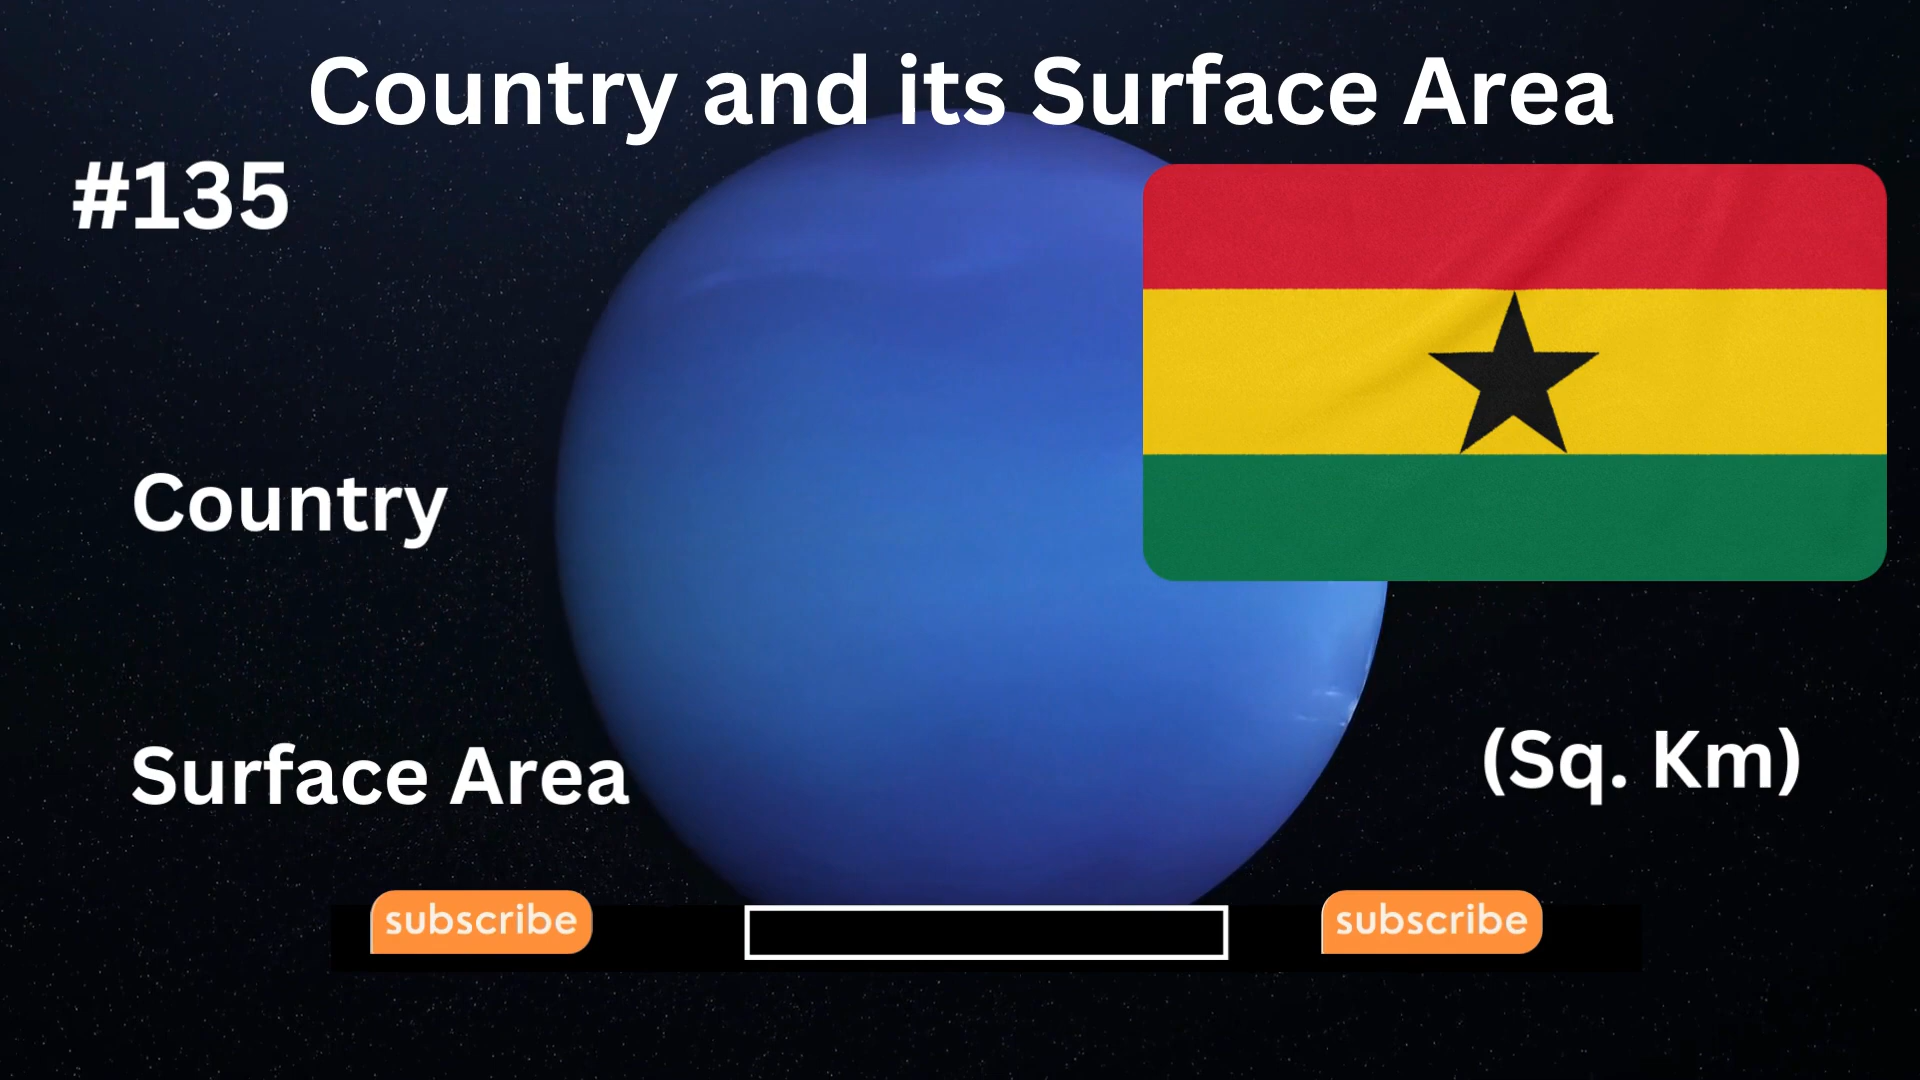 Country and its Surface Area
#135
Country
Surface Area
(Sq. Km)
subscribe
subscribe